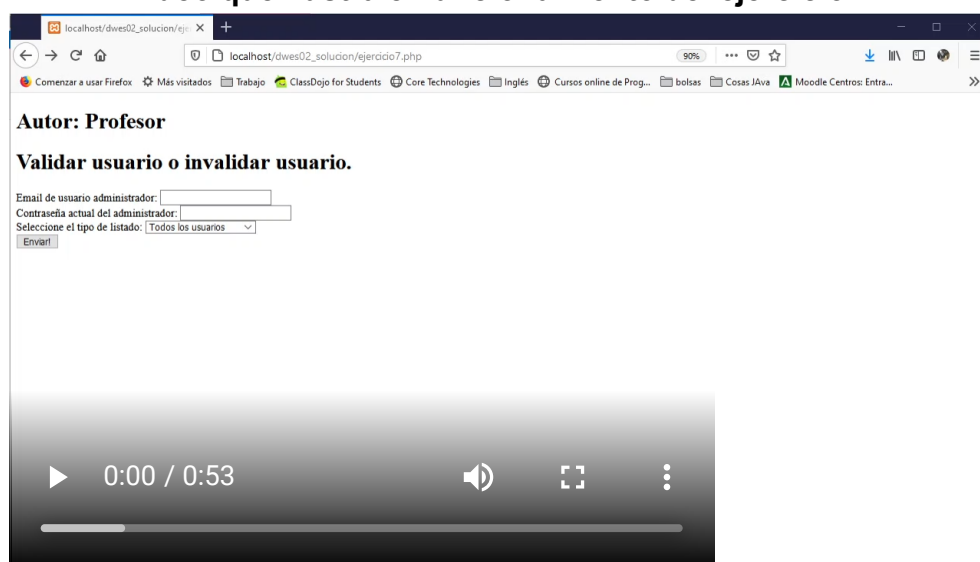 localhost/dwes02_solucion/eje
localhost/dwes02_solucion/ejercicio7.php
90%
Comenzar a usar Firefox Más visitados Trabajo ClassDojo for Students Core Technologies Inglés Cursos online de Prog... bolsas Cosas JAva Moodle Centros: Entra...
Autor: Profesor
Validar usuario o invalidar usuario.
Email de usuario administrador:
Contraseña actual del administrador:
Seleccione el tipo de listado: Todos los usuarios
Enviar!
0:00 / 0:53